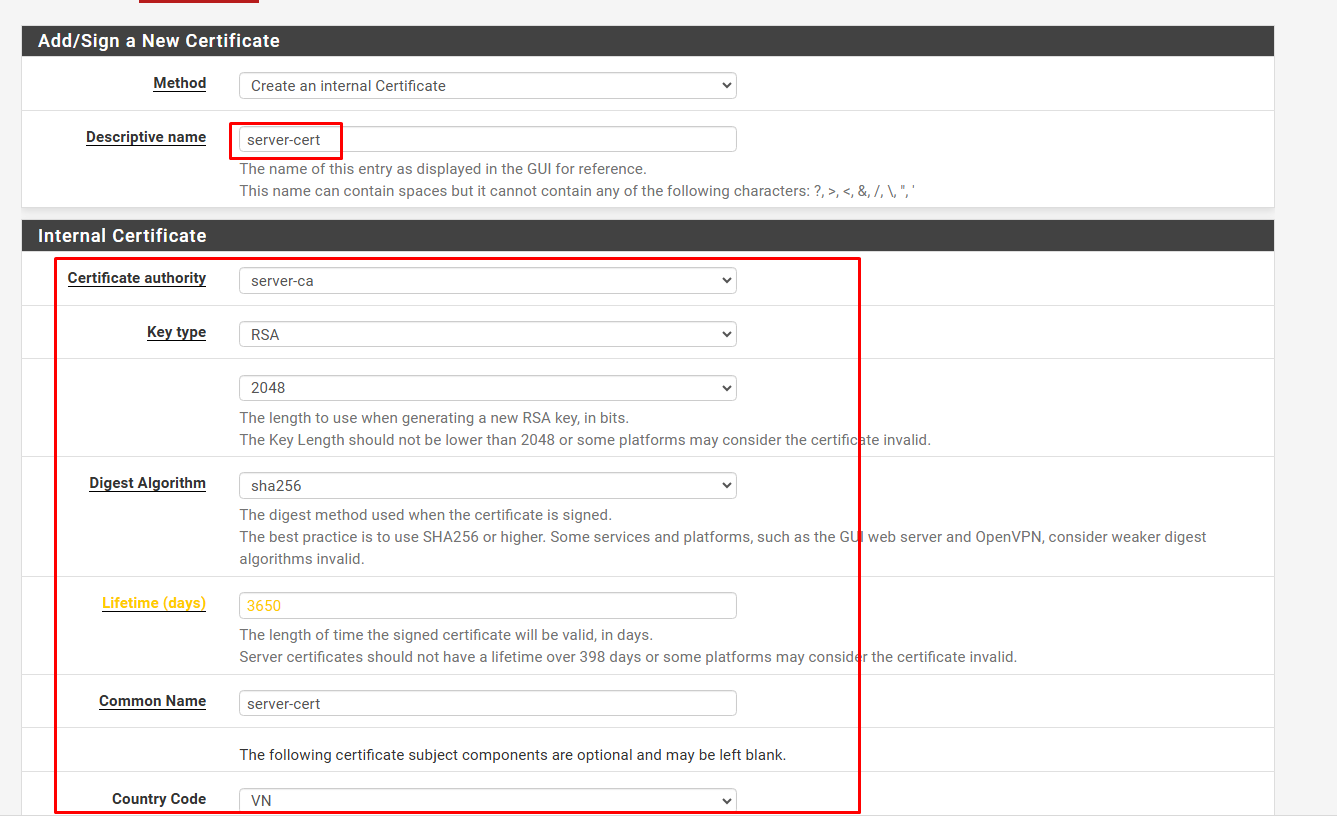 Add/Sign a New Certificate
Method
Create an internal Certificate
Descriptive name
server-cert
The name of this entry as displayed in the GUI for reference.
This name can contain spaces but it cannot contain any of the following characters: ?, >, <, &, /, \, ", '
Internal Certificate
Certificate authority
server-ca
Key type
RSA
2048
The length to use when generating a new RSA key, in bits.
The Key Length should not be lower than 2048 or some platforms may consider the certificate invalid.
Digest Algorithm
sha256
The digest method used when the certificate is signed.
The best practice is to use SHA256 or higher. Some services and platforms, such as the GUI web server and OpenVPN, consider weaker digest
algorithms invalid.
Lifetime (days)
3650
The length of time the signed certificate will be valid, in days.
Server certificates should not have a lifetime over 398 days or some platforms may consider the certificate invalid.
Common Name
server-cert
The following certificate subject components are optional and may be left blank.
Country Code
VN